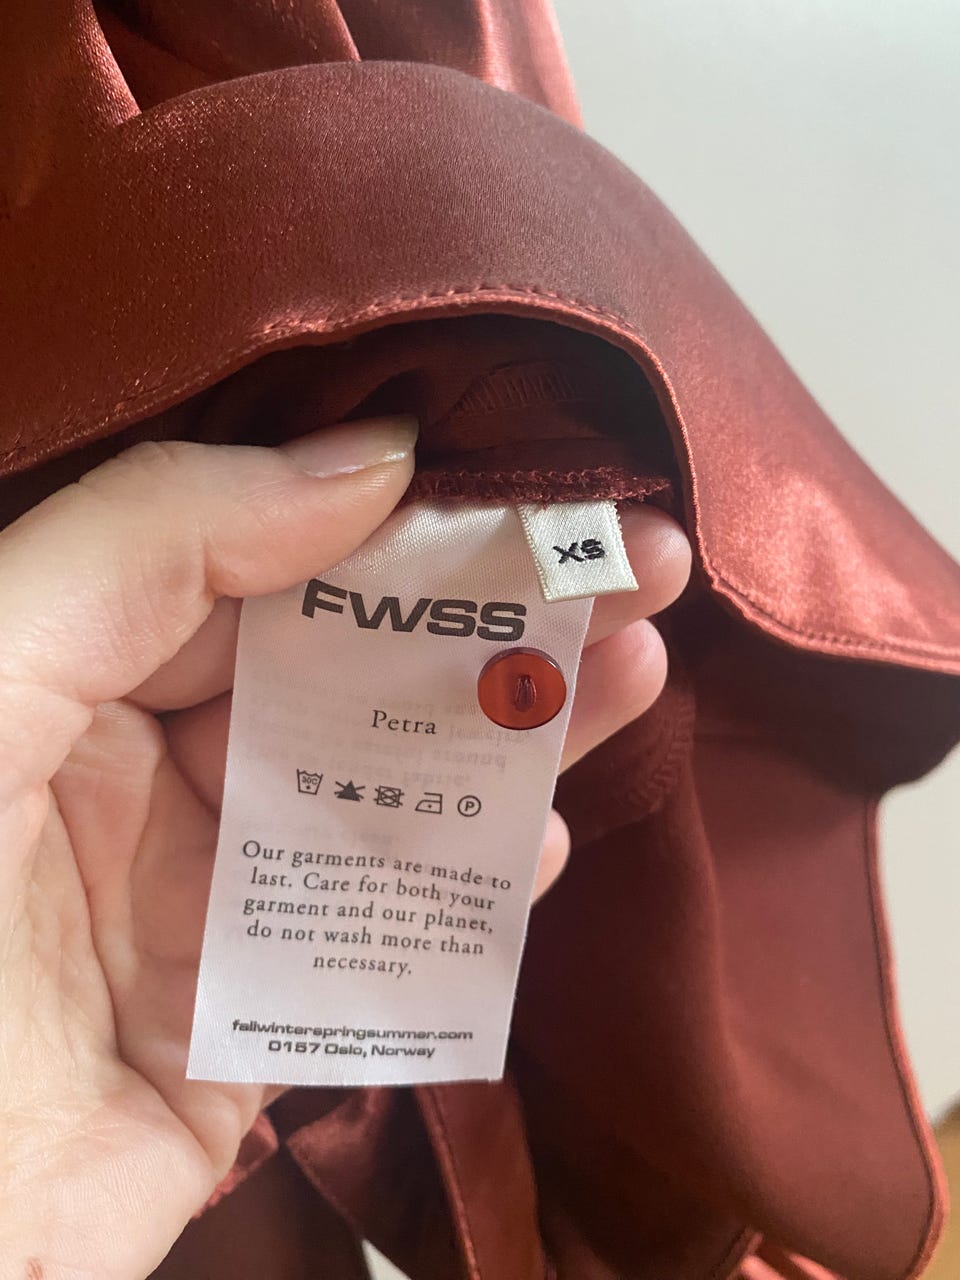 XS
FWSS
Petra
30C
P
Our garments are made to
last. Care for both your
garment and our planet,
do not wash more than
necessary.
fallwinterspringsummer.com
0157 Oslo, Norway